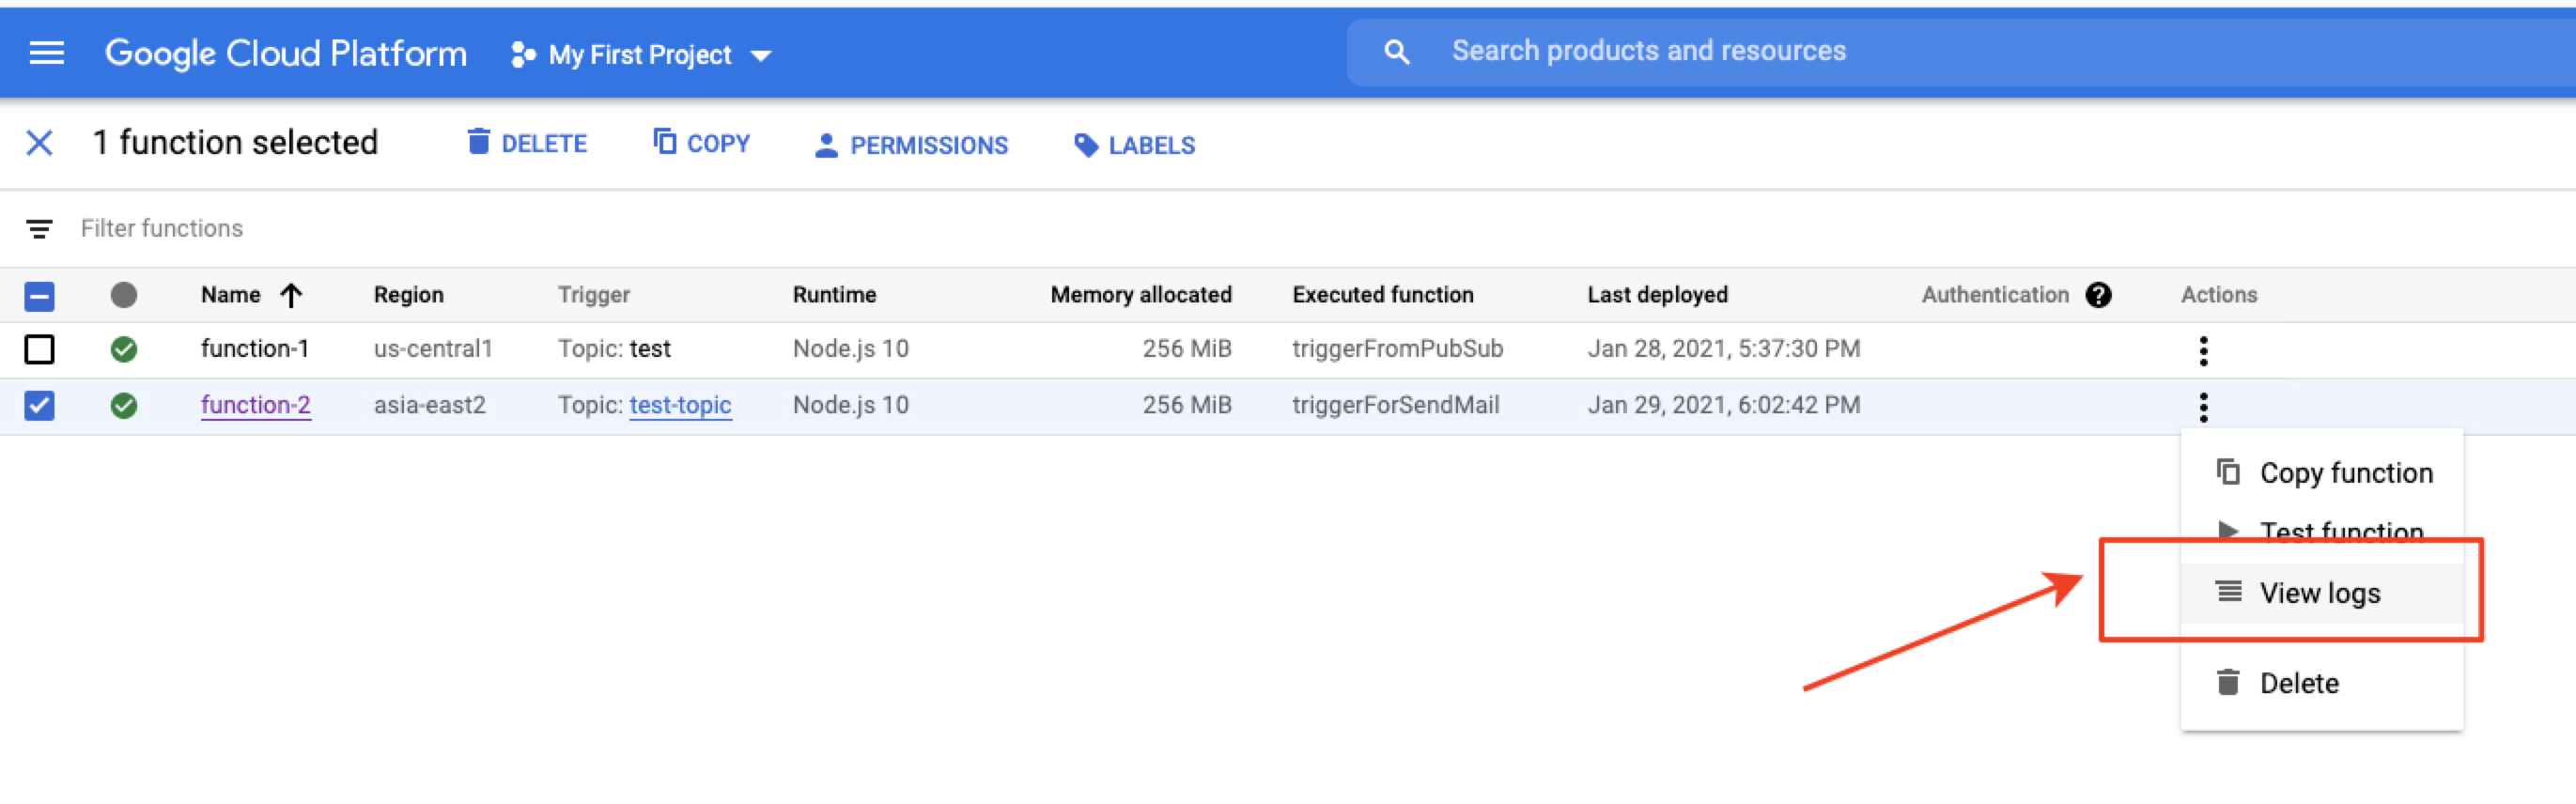 Google Cloud Platform My First Project Search products and resources
1 function selected DELETE COPY PERMISSIONS LABELS
Filter functions
Name Region Trigger Runtime Memory allocated Executed function Last deployed Authentication ? Actions
function-1 us-central1 Topic: test Node.js 10 256 MiB triggerFromPubSub Jan 28, 2021, 5:37:30 PM
function-2 asia-east2 Topic: test-topic Node.js 10 256 MiB triggerForSendMail Jan 29, 2021, 6:02:42 PM
Copy function
Test function
View logs
Delete